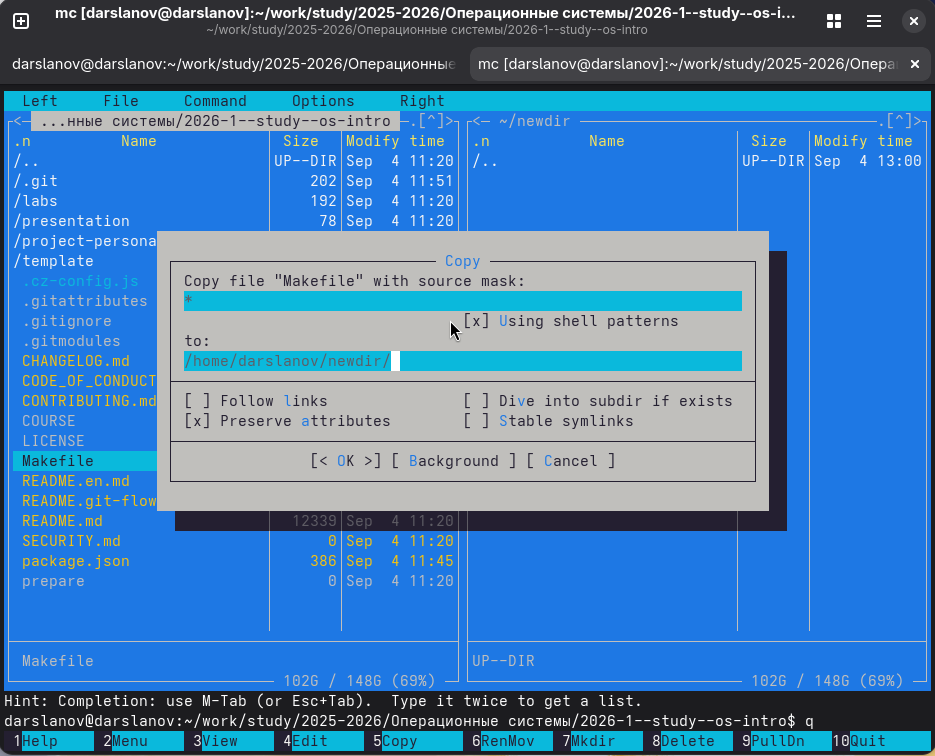 mc [darslanov@darslanov]:~/work/study/2025-2026/Операционные системы/2026-1--study--os-i...
~/work/study/2025-2026/Операционные системы/2026-1--study--os-intro
darslanov@darslanov:~/work/study/2025-2026/Операционные
mc [darslanov@darslanov]:~/work/study/2025-2026/Опера
Left File Command Options Right
<─ ...нные системы/2026-1--study--os-intro ─.[^]>
<─ ~/newdir ─.[^]>
.n Name Size Modify time
.n Name Size Modify time
/.. UP--DIR Sep 4 11:20
/.. UP--DIR Sep 4 13:00
/.git 202 Sep 4 11:51
/labs 192 Sep 4 11:20
/presentation 78 Sep 4 11:20
/project-persona
/template
.cz-config.js
.gitattributes
.gitignore
.gitmodules
CHANGELOG.md
CODE_OF_CONDUCT
CONTRIBUTING.md
COURSE
LICENSE
Makefile
README.en.md
README.git-flow
README.md 12339 Sep 4 11:20
SECURITY.md 0 Sep 4 11:20
package.json 386 Sep 4 11:45
prepare 0 Sep 4 11:20
Copy
Copy file "Makefile" with source mask:
*
[x] Using shell patterns
to:
/home/darslanov/newdir/
[ ] Follow links [ ] Dive into subdir if exists
[x] Preserve attributes [ ] Stable symlinks
[< OK >] [ Background ] [ Cancel ]
Makefile
UP--DIR
102G / 148G (69%)
102G / 148G (69%)
Hint: Completion: use M-Tab (or Esc+Tab). Type it twice to get a list.
darslanov@darslanov:~/work/study/2025-2026/Операционные системы/2026-1--study--os-intro$ q
1Help 2Menu 3View 4Edit 5Copy 6RenMov 7Mkdir 8Delete 9PullDn 10Quit